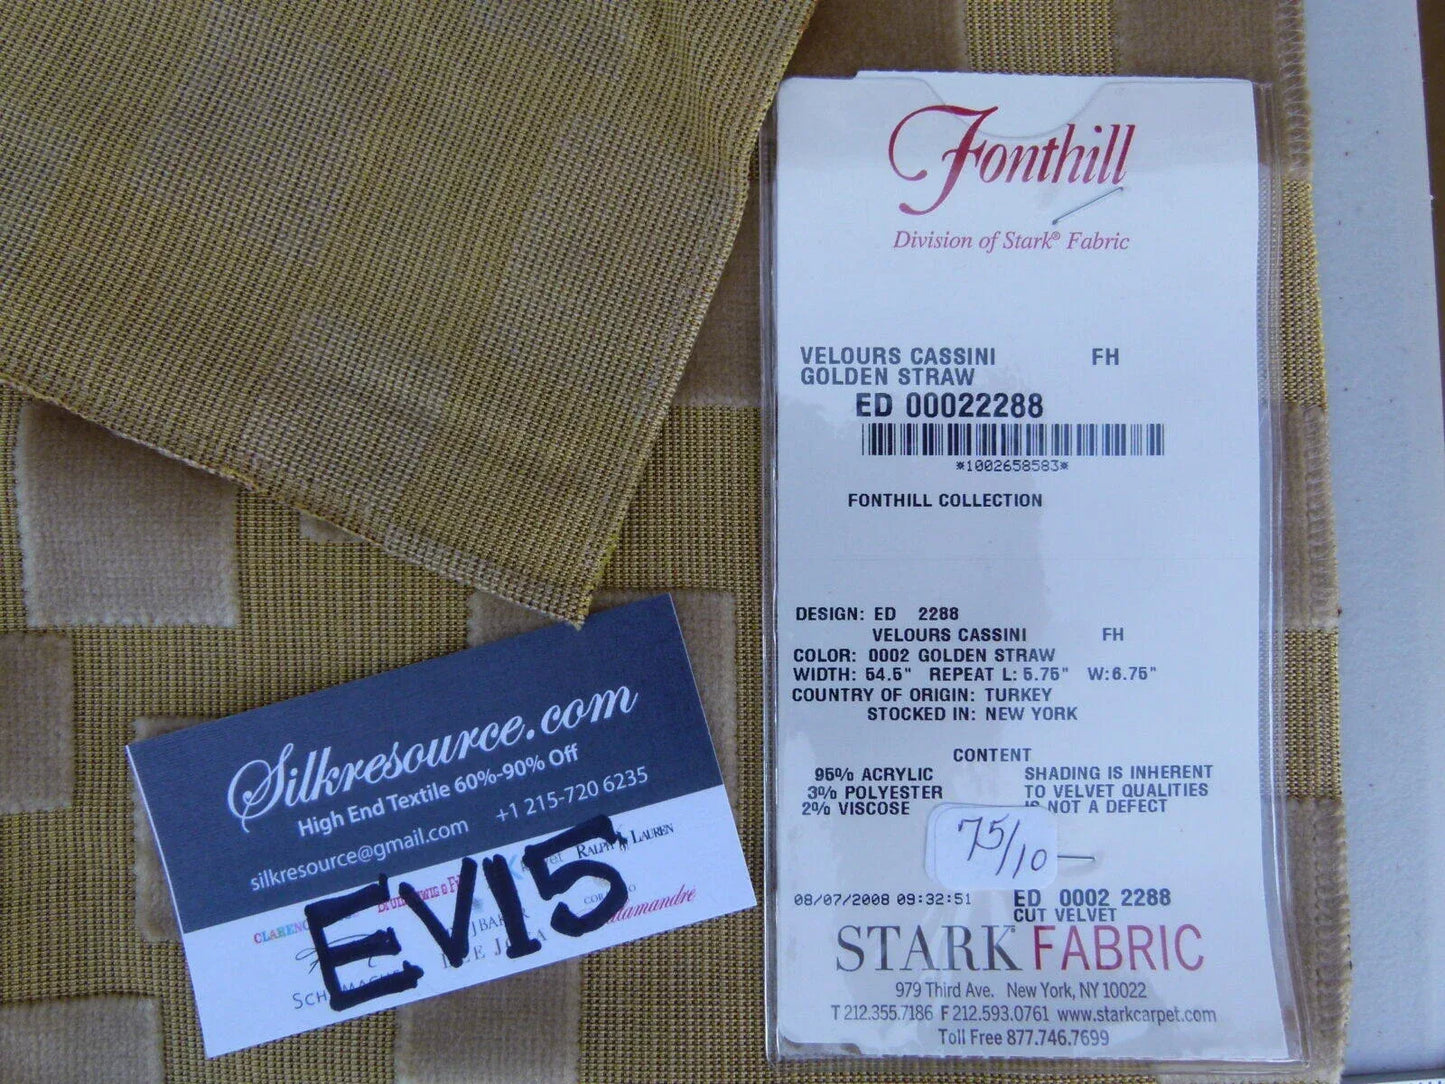 Fonthill
Division of Stark® Fabric
VELOURS CASSINI FH
GOLDEN STRAW
ED 00022288
*1002658583*
FONTHILL COLLECTION
DESIGN: ED 2288
VELOURS CASSINI FH
COLOR: 0002 GOLDEN STRAW
WIDTH: 54.5" REPEAT L: 5.75" W:6.75"
COUNTRY OF ORIGIN: TURKEY
STOCKED IN: NEW YORK
CONTENT
95% ACRYLIC SHADING IS INHERENT
3% POLYESTER TO VELVET QUALITIES
2% VISCOSE IS NOT A DEFECT
75/10
08/07/2008 09:32:51 ED 0002 2288
CUT VELVET
STARK® FABRIC
979 Third Ave. New York, NY 10022
T 212.355.7186 F 212.593.0761 www.starkcarpet.com
Toll Free 877.746.7699
Silkresource.com
High End Textile 60%-90% Off
silkresource@gmail.com +1 215-720 6235
RALPH LAUREN
EV15